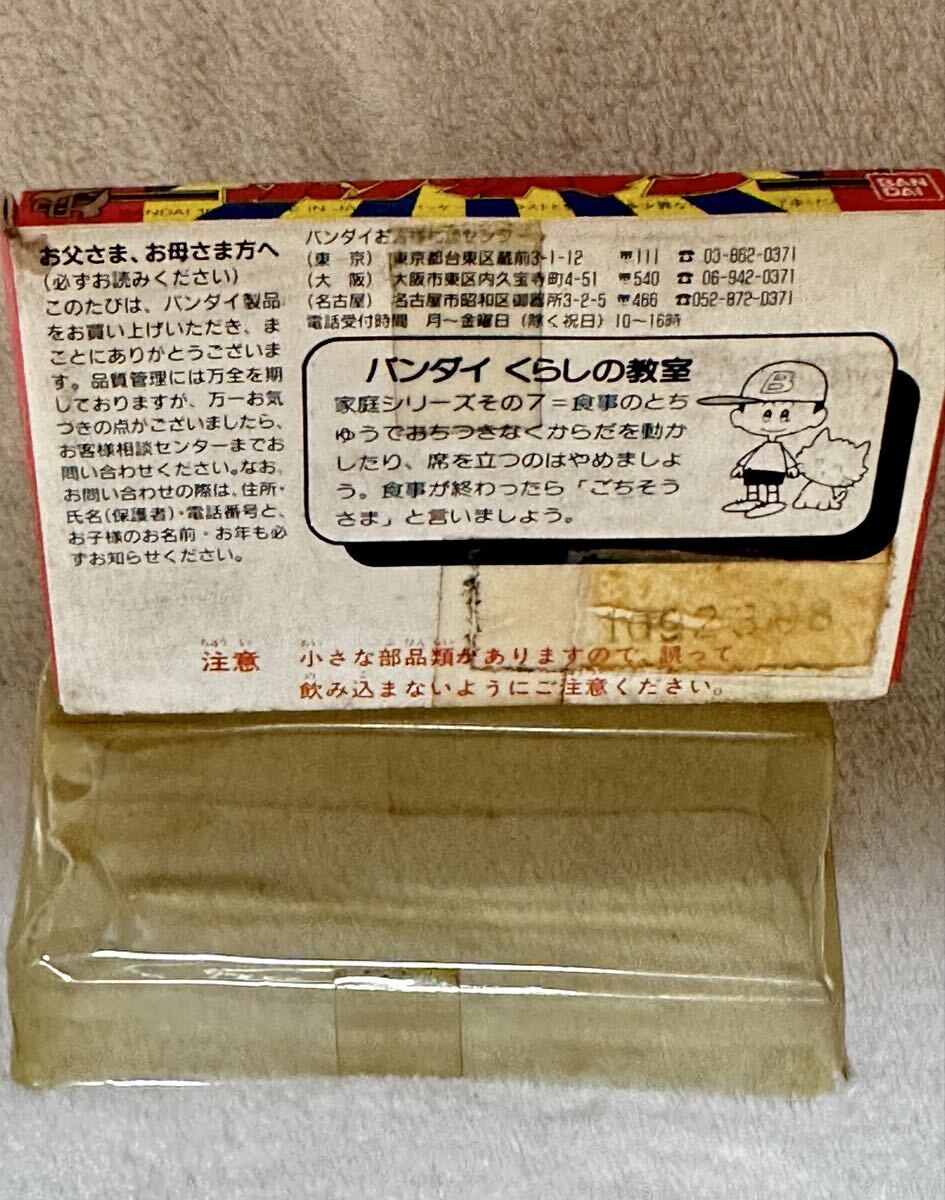 BAN
DAI
お父さま、お母さま方へ
(必ずお読みください)
このたびは、バンダイ製品
をお買い上げいただき、ま
ことにありがとうございま
す。品質管理には万全を期
しておりますが、万一お気
づきの点がございましたら、
お客様相談センターまでお
問い合わせください。なお、
お問い合わせの際は、住所・
氏名(保護者)・電話番号と、
お子様のお名前・お年も必
ずお知らせください。
バンダイお客様相談センター
(東京) 東京都台東区蔵前3-1-12 〒111 ☎ 03-862-0371
(大阪) 大阪市東区内久宝寺町4-51 〒540 ☎ 06-942-0371
(名古屋) 名古屋市昭和区御器所3-2-5 〒466 ☎052-872-0371
電話受付時間 月〜金曜日(除く祝日)10〜16時
バンダイ くらしの教室
家庭シリーズその7=食事のとち
ゅうでおちつきなくからだを動か
したり、席を立つのはやめましょ
う。食事が終わったら「ごちそう
さま」と言いましょう。
B
注意 小さな部品類がありますので、誤って
飲み込まないようにご注意ください。